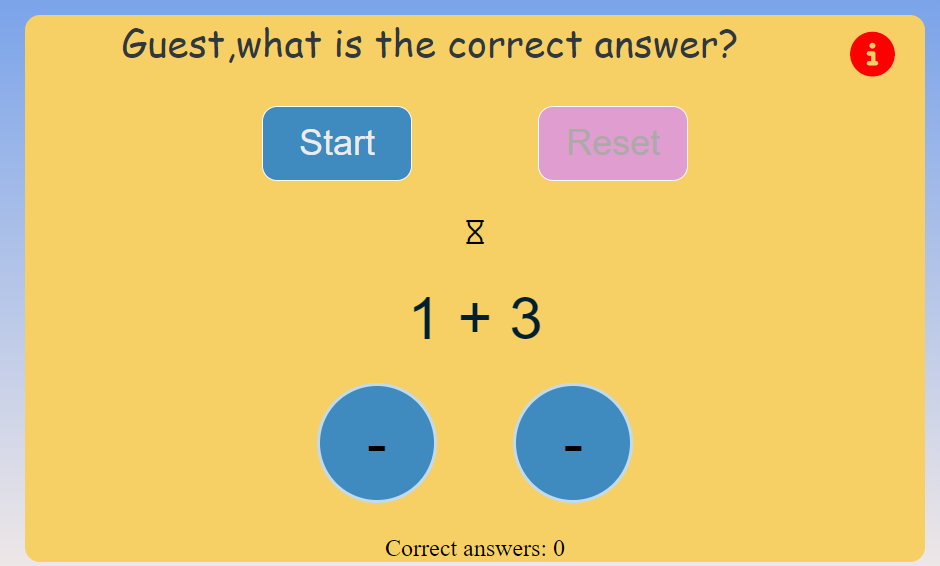 Guest,what is the correct answer?
Start Reset
1 + 3
- -
Correct answers: 0